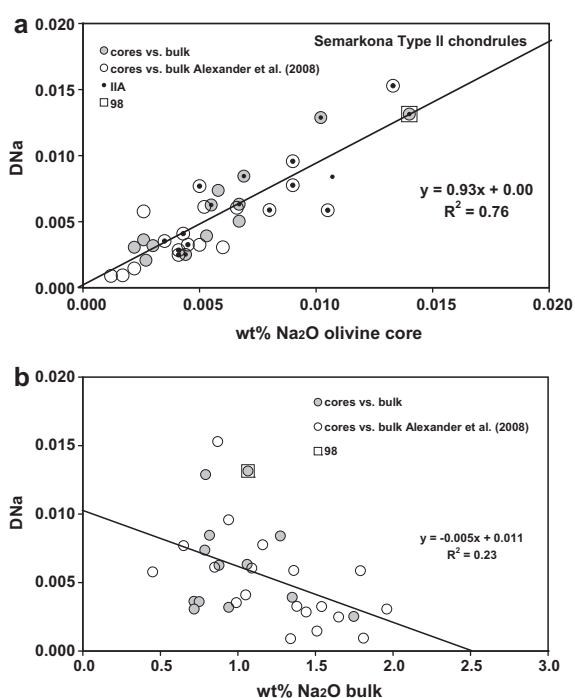 a
0.020
0.015
0.010
0.005
0.000
DNa
Semarkona Type II chondrules
cores vs. bulk
cores vs. bulk Alexander et al. (2008)
IIA
98
y = 0.93x + 0.00
R² = 0.76
0.000 0.005 0.010 0.015 0.020
wt% Na₂O olivine core
b
0.020
0.015
0.010
0.005
0.000
DNa
cores vs. bulk
cores vs. bulk Alexander et al. (2008)
98
y = -0.005x + 0.011
R² = 0.23
0.0 0.5 1.0 1.5 2.0 2.5 3.0
wt% Na₂O bulk